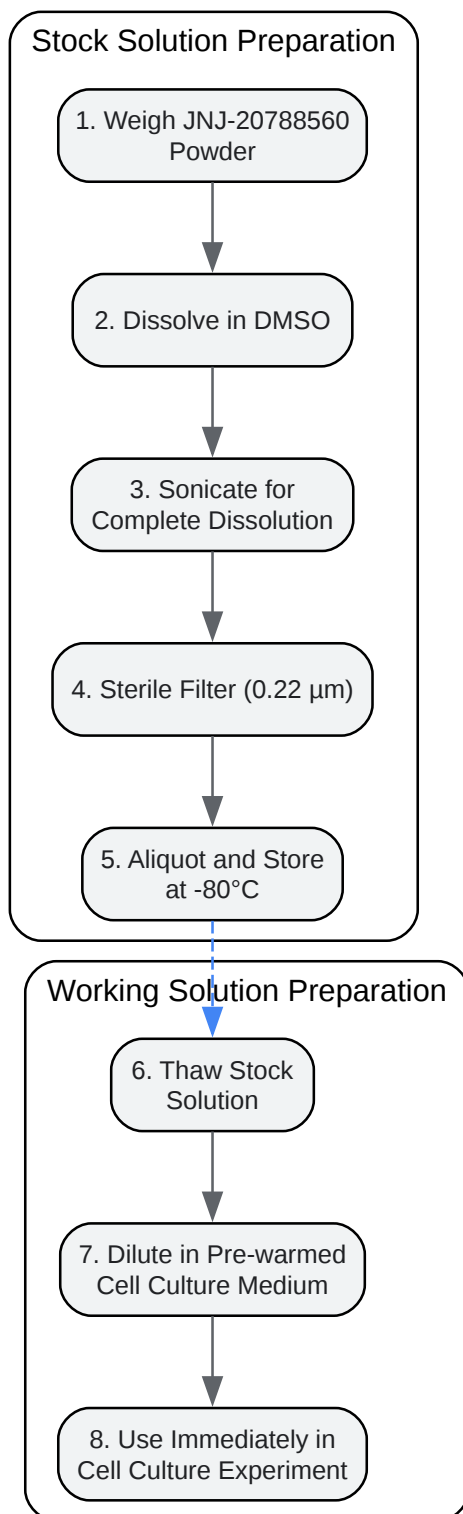 Stock Solution Preparation
1. Weigh JNJ-20788560
Powder
2. Dissolve in DMSO
3. Sonicate for
Complete Dissolution
4. Sterile Filter (0.22 µm)
5. Aliquot and Store
at -80°C
Working Solution Preparation
6. Thaw Stock
Solution
7. Dilute in Pre-warmed
Cell Culture Medium
8. Use Immediately in
Cell Culture Experiment